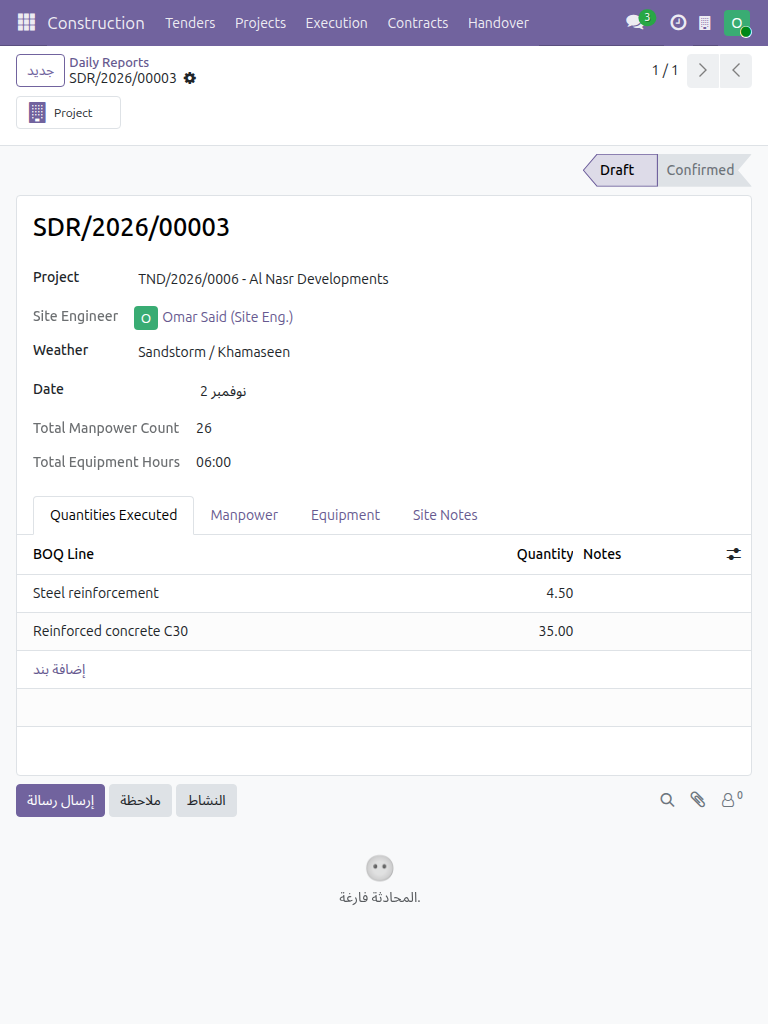 Construction Tenders Projects Execution Contracts Handover 3 O
جديد Daily Reports
SDR/2026/00003 1 / 1
Project
Draft Confirmed
SDR/2026/00003
Project TND/2026/0006 - Al Nasr Developments
Site Engineer O Omar Said (Site Eng.)
Weather Sandstorm / Khamaseen
Date 2 نوفمبر
Total Manpower Count 26
Total Equipment Hours 06:00
Quantities Executed Manpower Equipment Site Notes
BOQ Line Quantity Notes
Steel reinforcement 4.50
Reinforced concrete C30 35.00
إضافة بند
إرسال رسالة ملاحظة النشاط 0
المحادثة فارغة.